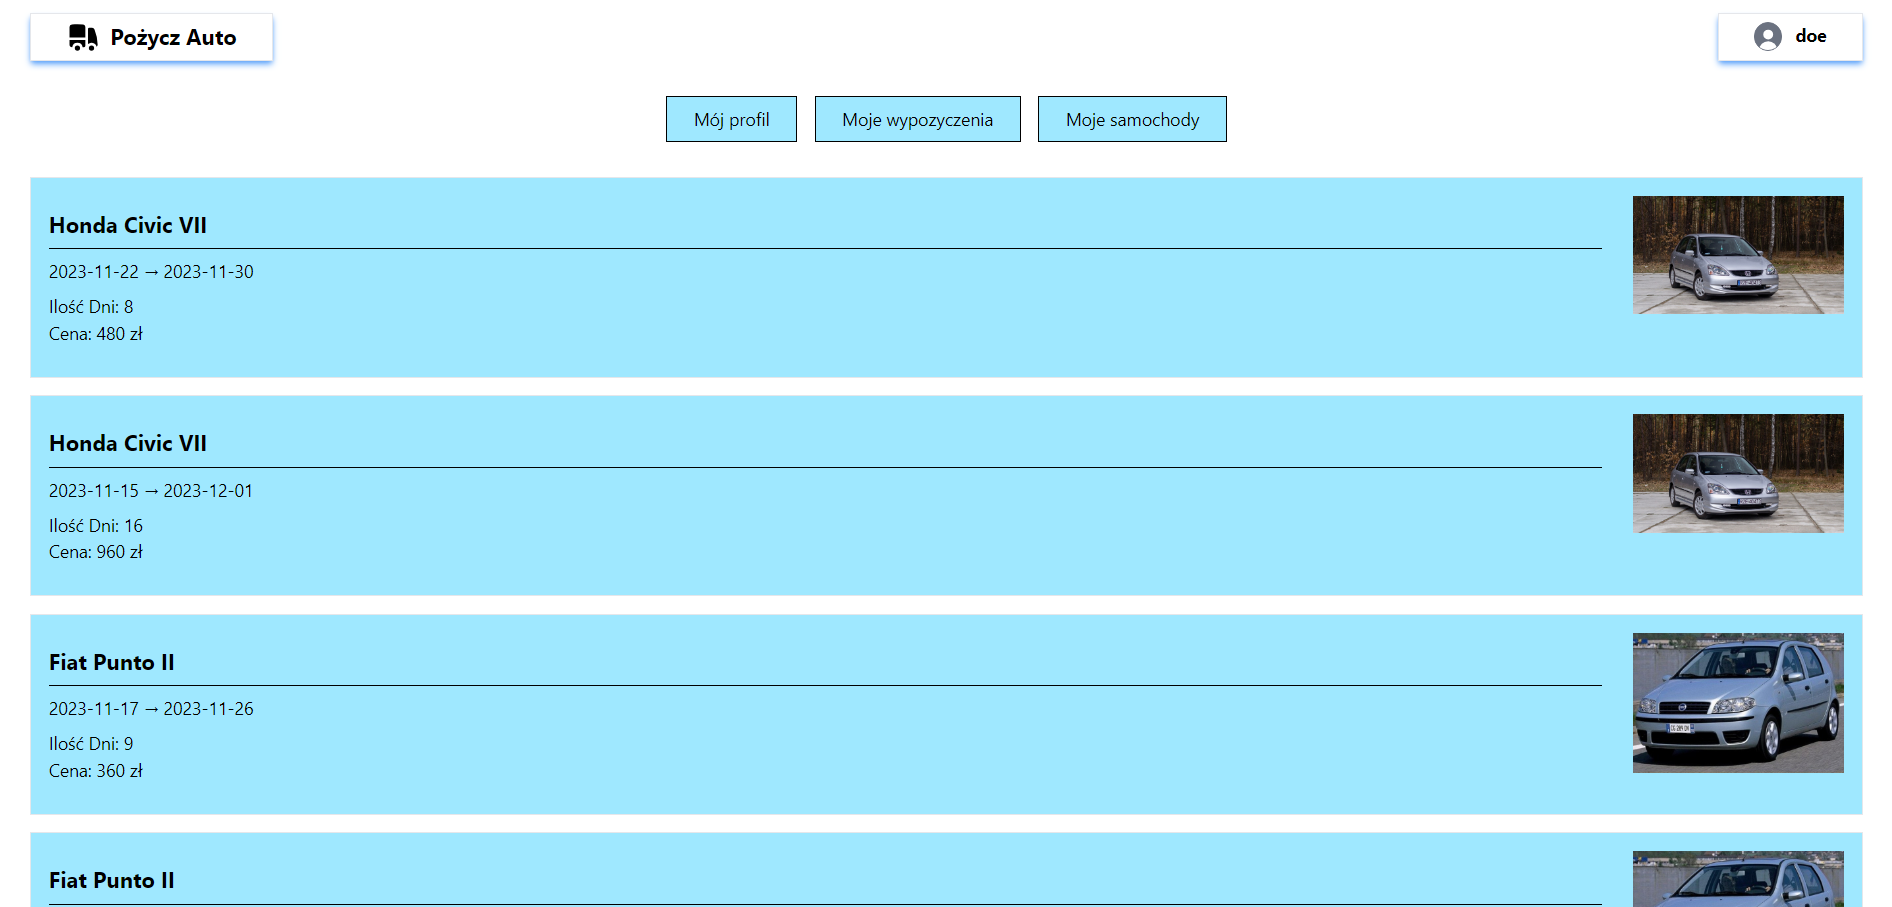 Pożycz Auto
doe
Mój profil
Moje wypozyczenia
Moje samochody
Honda Civic VII
2023-11-22 → 2023-11-30
Ilość Dni: 8
Cena: 480 zł
Honda Civic VII
2023-11-15 → 2023-12-01
Ilość Dni: 16
Cena: 960 zł
Fiat Punto II
2023-11-17 → 2023-11-26
Ilość Dni: 9
Cena: 360 zł
Fiat Punto II